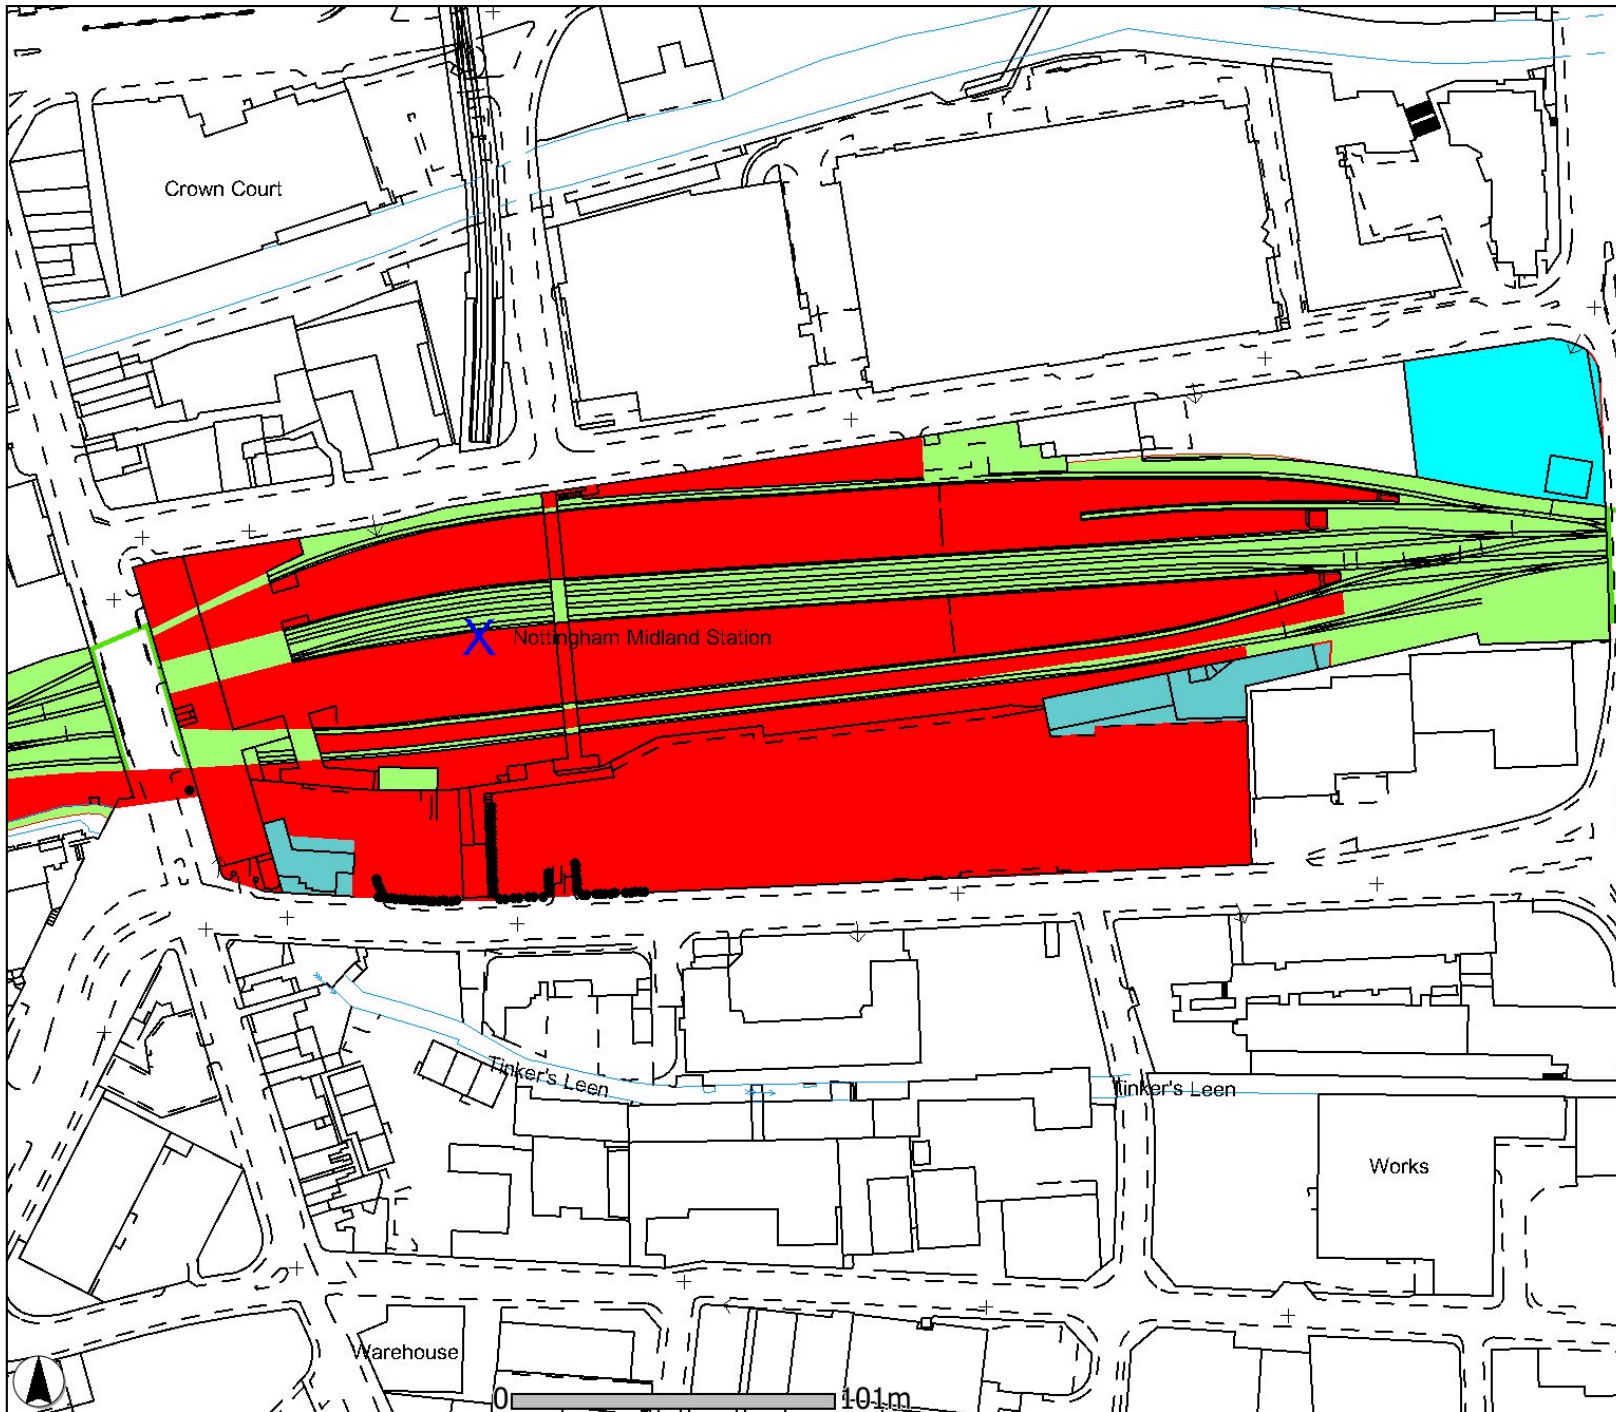 Crown Court
X Nottingham Midland Station
Tinker's Leen
Tinker's Leen
Works
Warehouse
0 101m